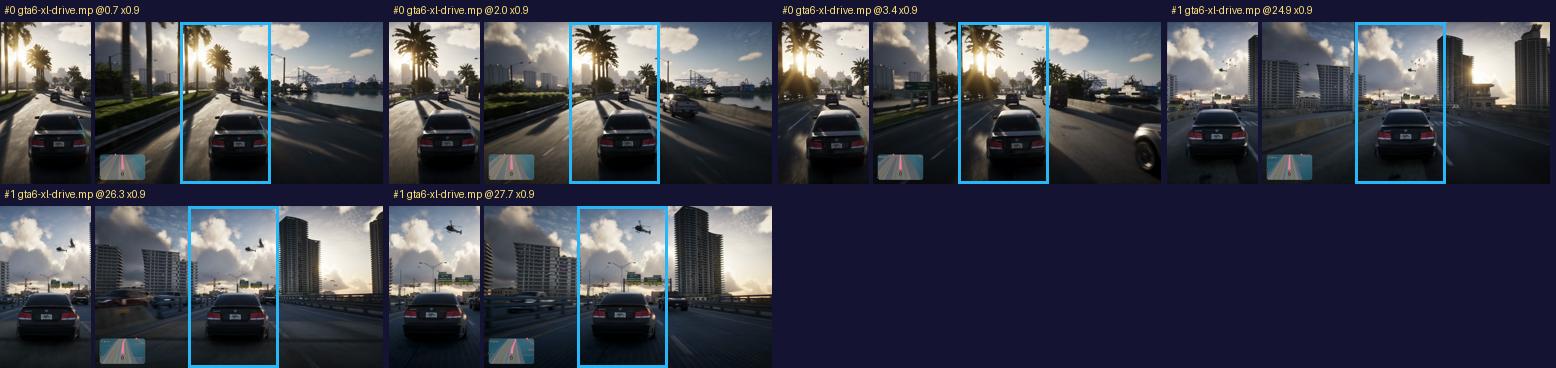 #0 gta6-xl-drive.mp @0.7 x0.9
#0 gta6-xl-drive.mp @2.0 x0.9
#0 gta6-xl-drive.mp @3.4 x0.9
#1 gta6-xl-drive.mp @24.9 x0.9
#1 gta6-xl-drive.mp @26.3 x0.9
#1 gta6-xl-drive.mp @27.7 x0.9